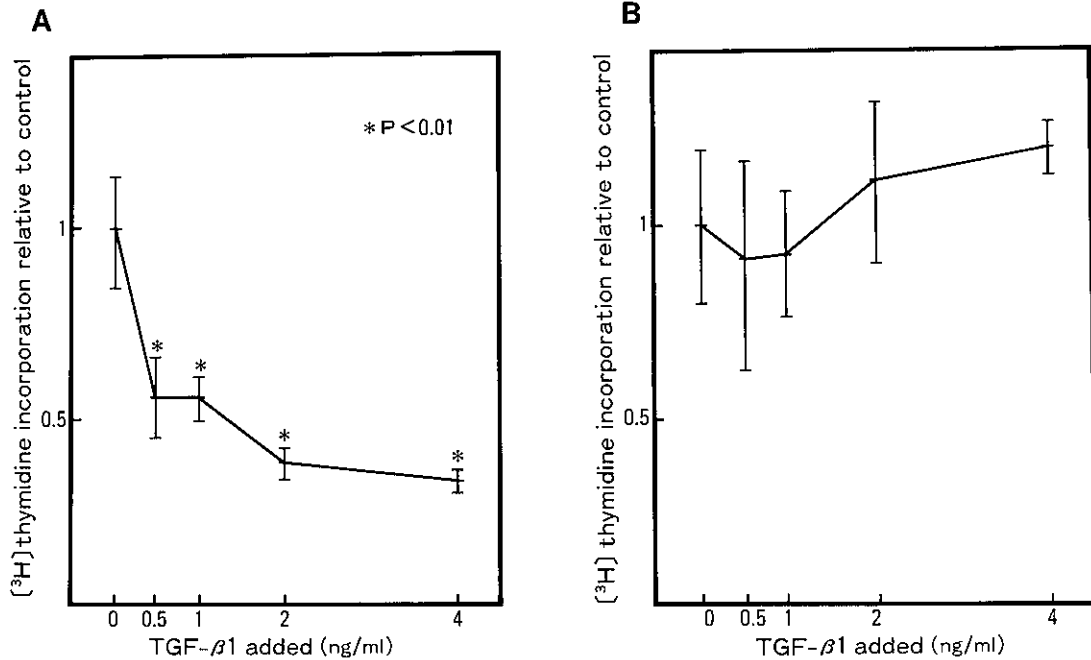 A
[³H]thymidine incorporation relative to control
* P<0.01
1
0.5
*
*
*
*
0 0.5 1 2 4
TGF-β1 added (ng/ml)
B
[³H] thymidine incorporation relative to control
1
0.5
0 0.5 1 2 4
TGF-β1 added (ng/ml)